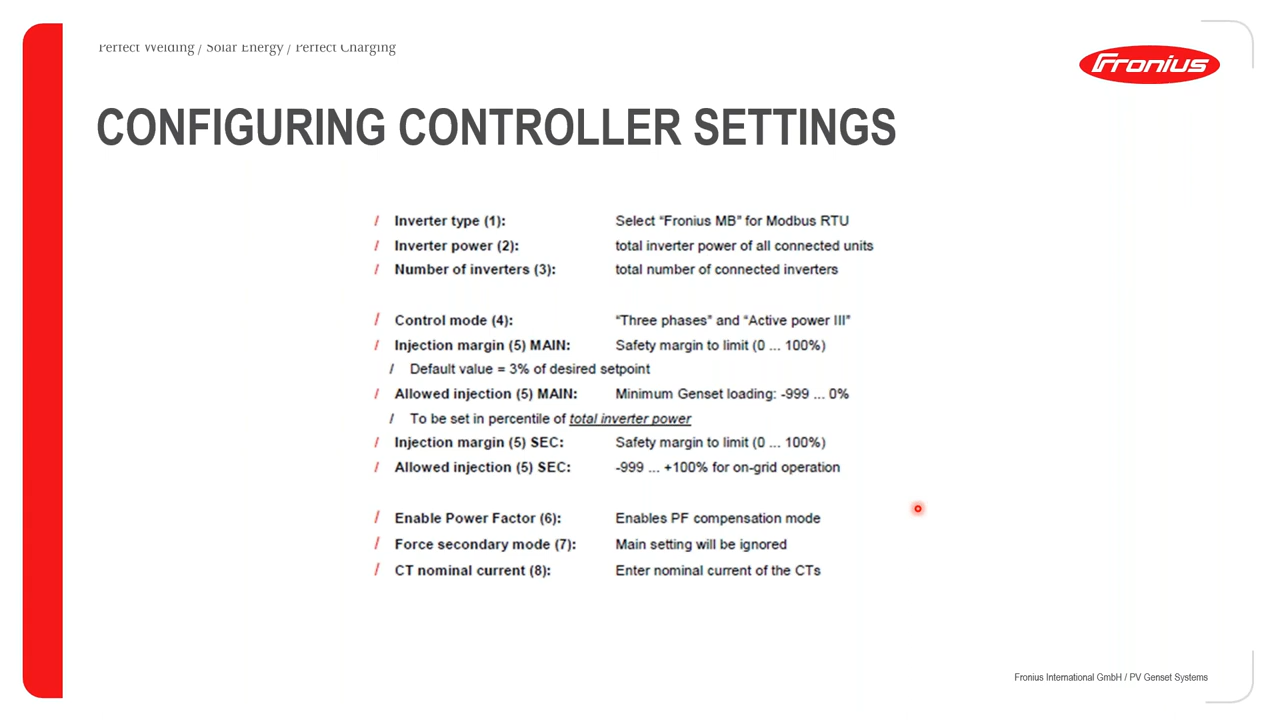 Perfect Welding / Solar Energy / Perfect Charging
Fronius
CONFIGURING CONTROLLER SETTINGS
/ Inverter type (1): Select “Fronius MB” for Modbus RTU
/ Inverter power (2): total inverter power of all connected units
/ Number of inverters (3): total number of connected inverters
/ Control mode (4): “Three phases” and “Active power III”
/ Injection margin (5) MAIN: Safety margin to limit (0 ... 100%)
/ Default value = 3% of desired setpoint
/ Allowed injection (5) MAIN: Minimum Genset loading: -999 ... 0%
/ To be set in percentile of total inverter power
/ Injection margin (5) SEC: Safety margin to limit (0 ... 100%)
/ Allowed injection (5) SEC: -999 ... +100% for on-grid operation
/ Enable Power Factor (6): Enables PF compensation mode
/ Force secondary mode (7): Main setting will be ignored
/ CT nominal current (8): Enter nominal current of the CTs
Fronius International GmbH / PV Genset Systems